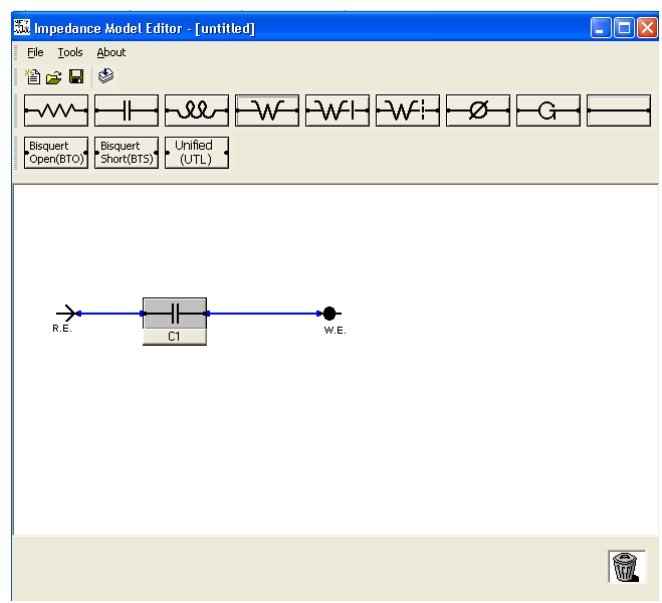 Impedance Model Editor - [untitled]
File Tools About
W W W Ø G
Bisquert Open(BTO)
Bisquert Short(BTS)
Unified (UTL)
R.E.
C1
W.E.